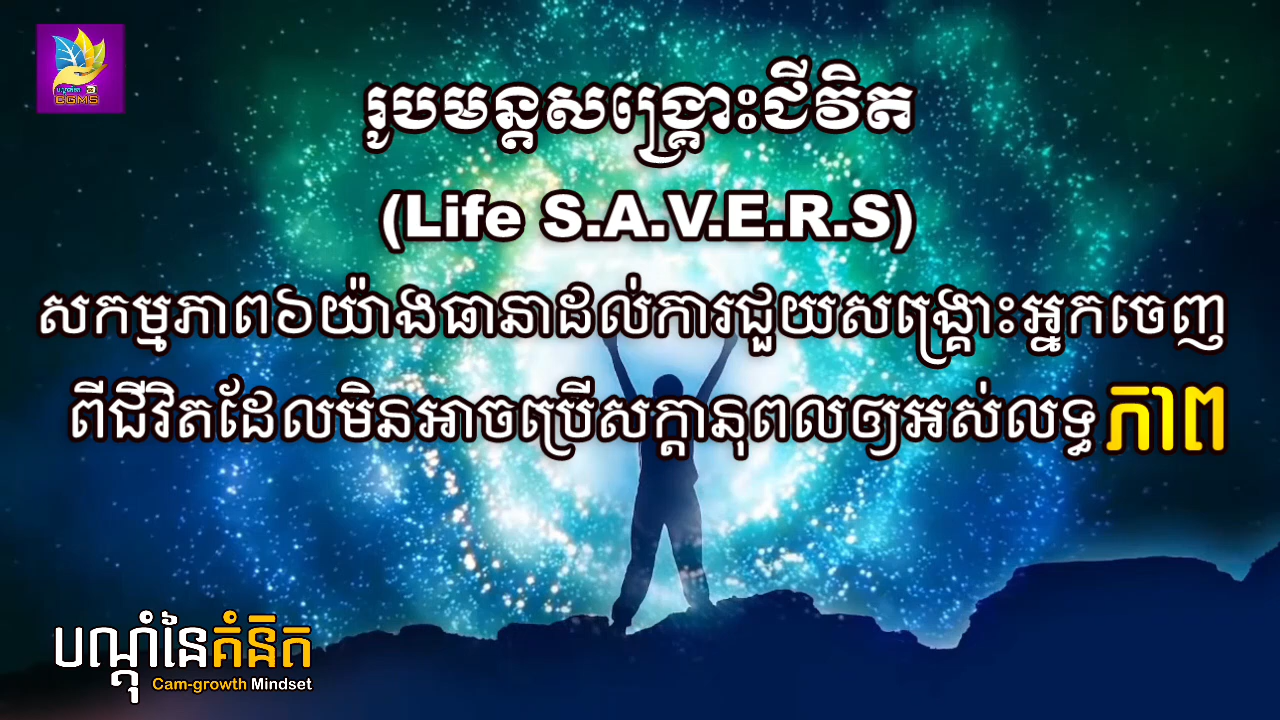 រូបមន្តសង្គ្រោះជីវិត
(Life S.A.V.E.R.S)
សកម្មភាព៦យ៉ាងធានាដល់ការជួយសង្គ្រោះអ្នកចេញ
ពីជីវិតដែលមិនអាចប្រើសក្តានុពលឲ្យអស់លទ្ធភាព
បណ្តុំនៃគំនិត
Cam-growth Mindset
CGMS